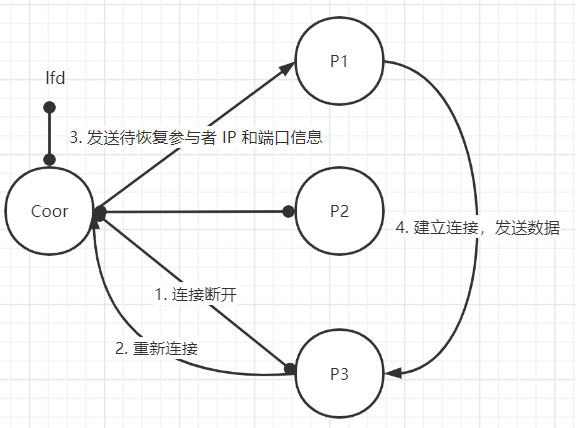 P1
lfd
3. 发送待恢复参与者 IP 和端口信息
Coor
P2
4. 建立连接，发送数据
1. 连接断开
2. 重新连接
P3